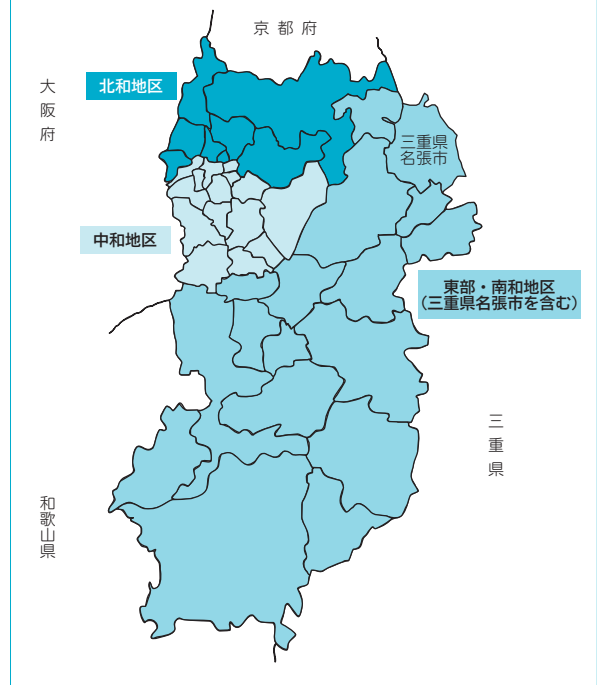 京都府
大阪府
北和地区
三重県
名張市
中和地区
東部・南和地区
（三重県名張市を含む）
三重県
和歌山県